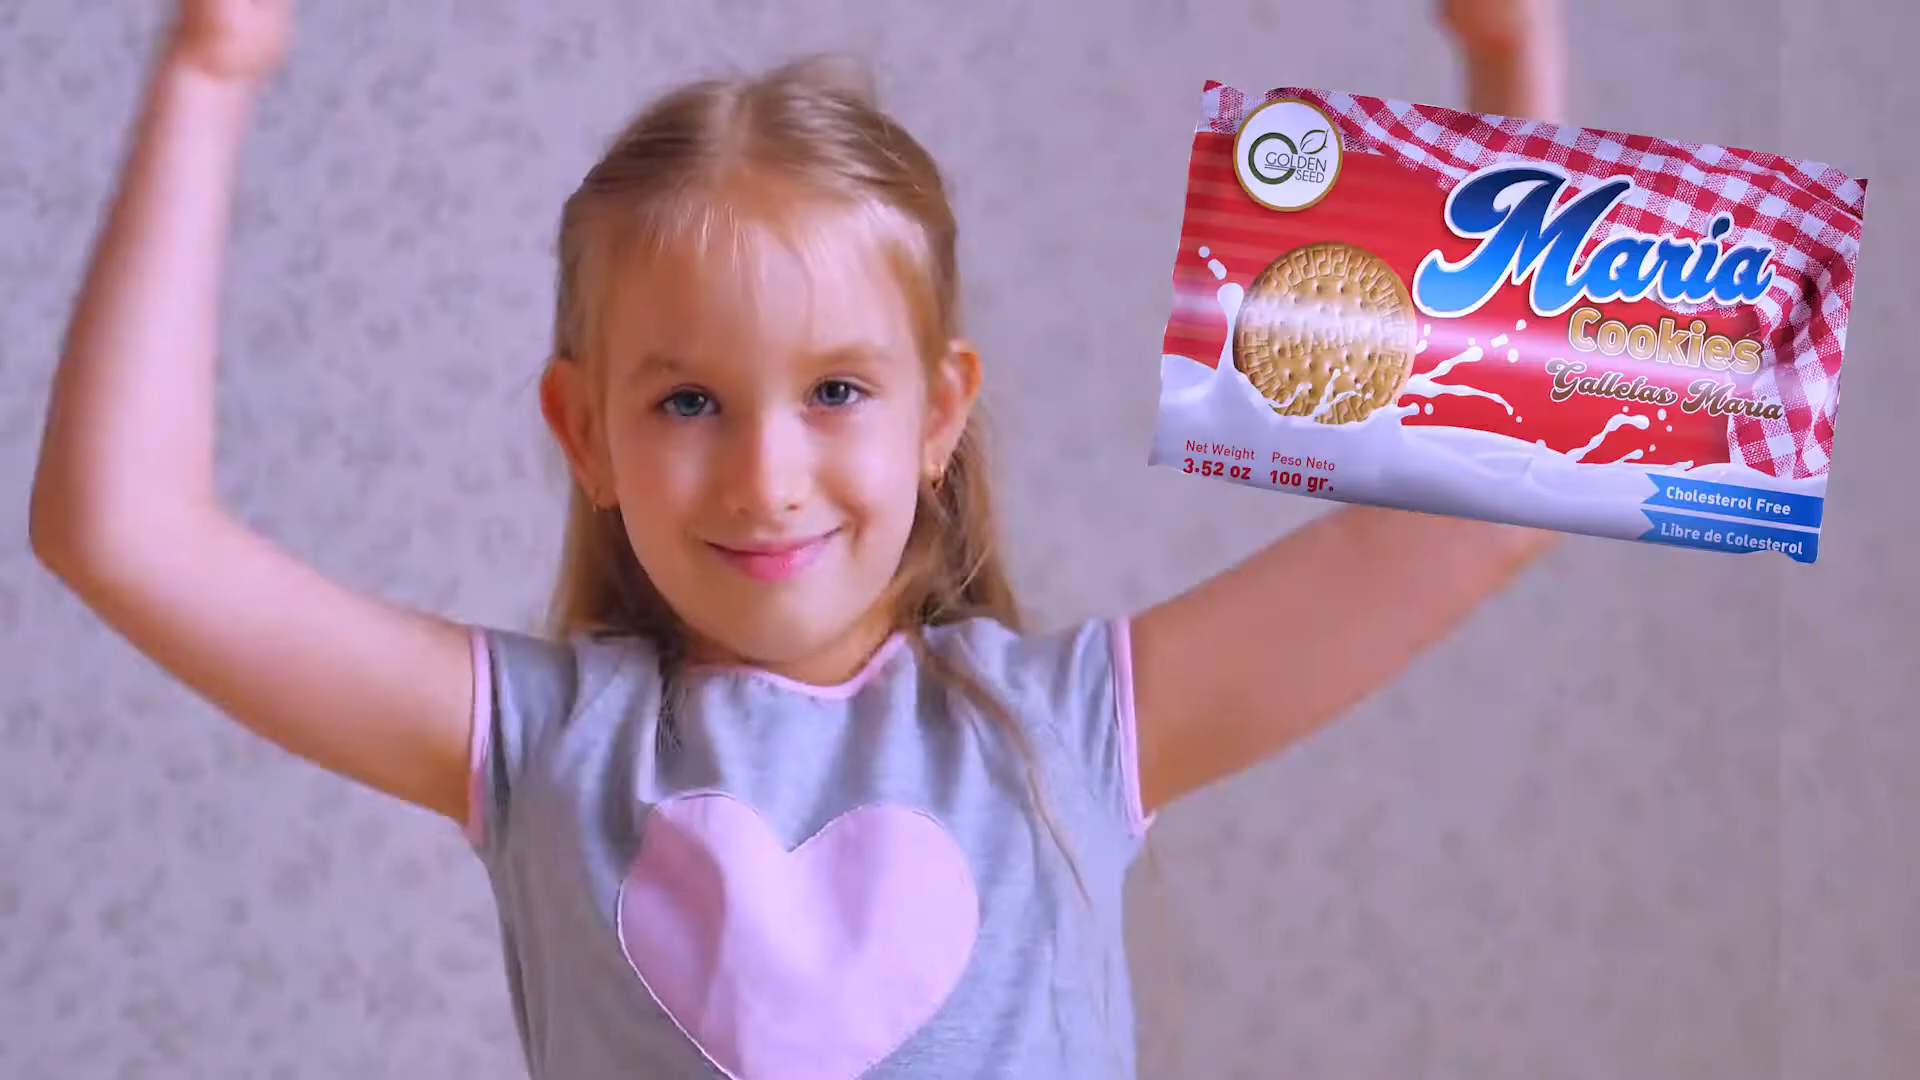 GOLDEN
SEED
Maria
Cookies
Galletas Maria
Net Weight
3.52 oz
Peso Neto
100 gr.
Cholesterol Free
Libre de Colesterol